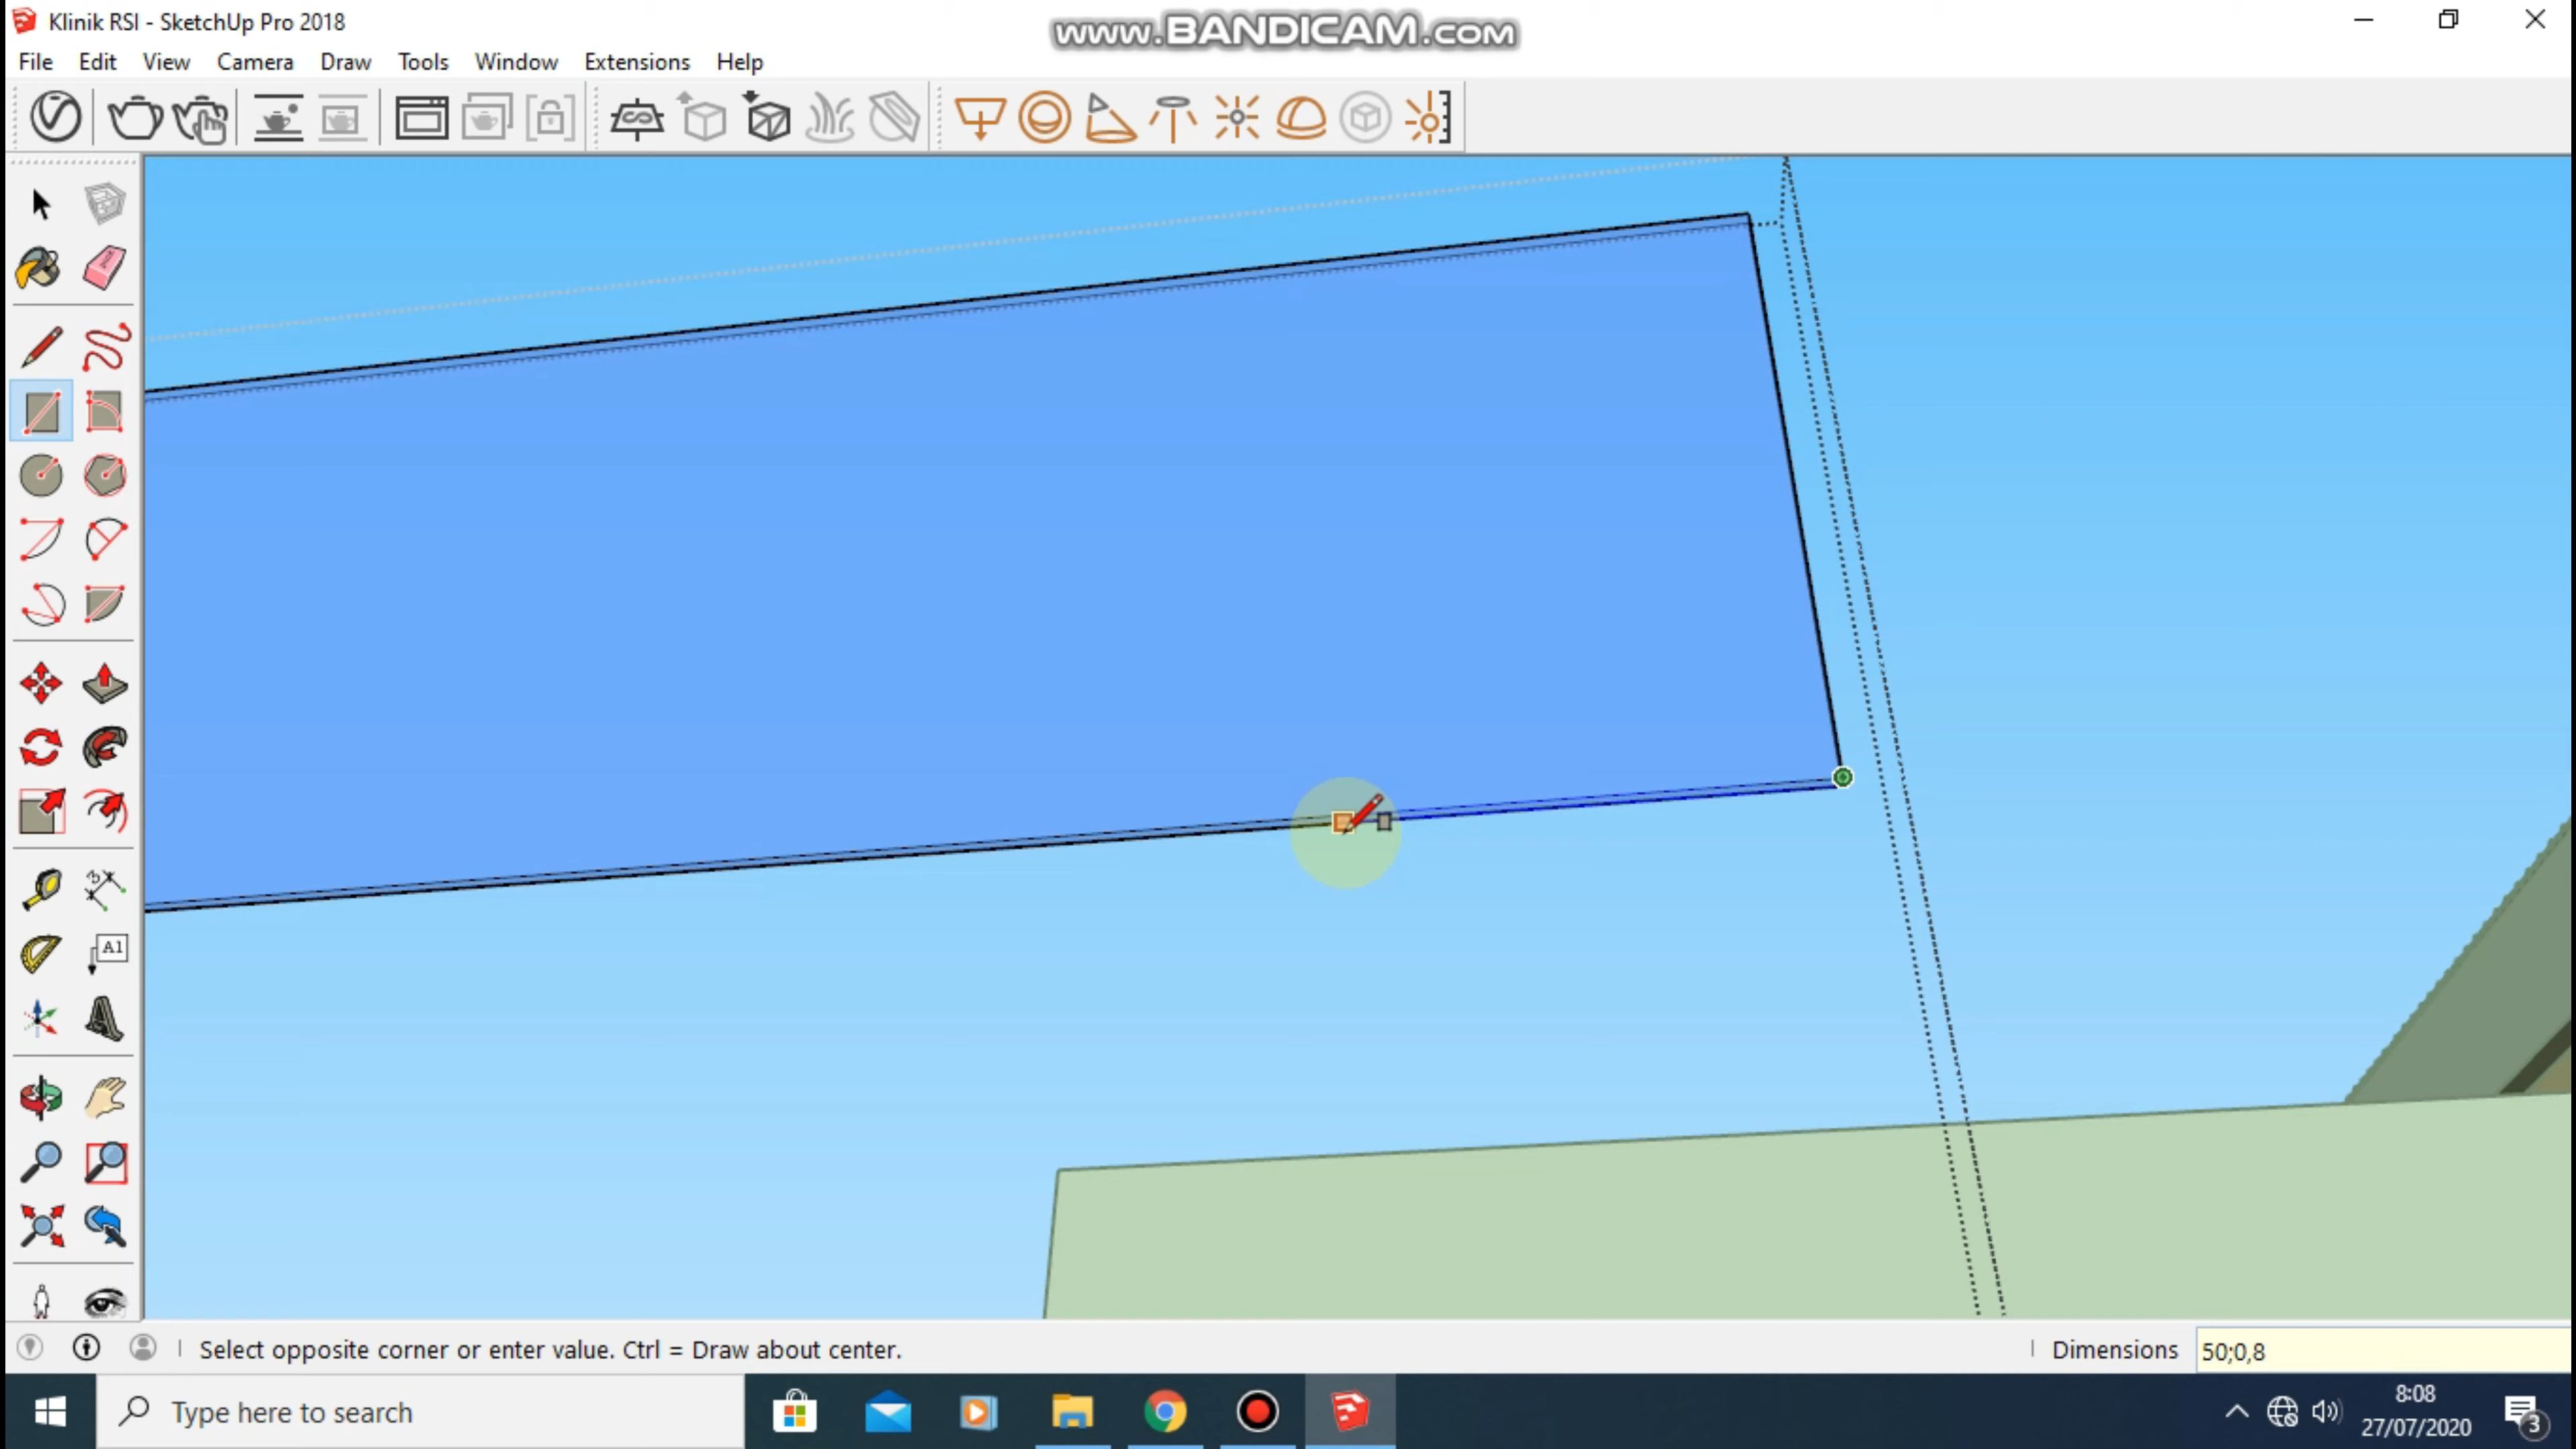 Klinik RSI - SketchUp Pro 2018
www.BANDICAM.com
File Edit View Camera Draw Tools Window Extensions Help
A1
Select opposite corner or enter value. Ctrl = Draw about center.
Dimensions 50;0,8
Type here to search
8:08
27/07/2020
3